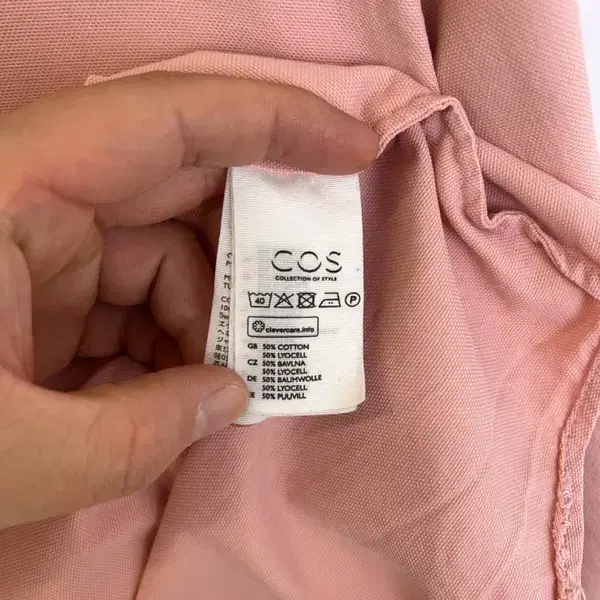 COS
COLLECTION OF STYLE
40
P
clevercare.info
GB 50% COTTON
50% LYOCELL
CZ 50% BAVLNA
50% LYOCELL
DE 50% BAUMWOLLE
50% LYOCELL
50% PUUVILL